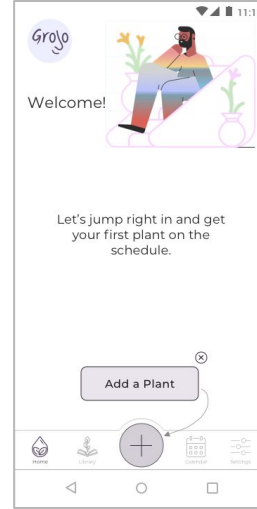 11:1
Grojo
Welcome!
Let's jump right in and get
your first plant on the
schedule.
Add a Plant
Home
Library
Calendar
Settings